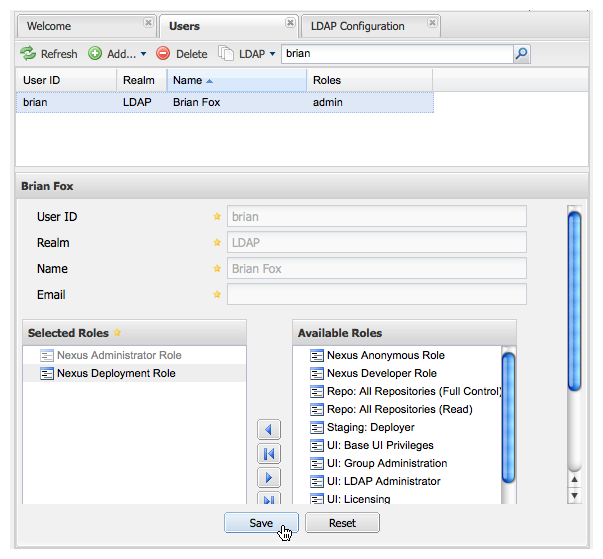 Welcome Users LDAP Configuration
Refresh Add... Delete LDAP brian
User ID Realm Name Roles
brian LDAP Brian Fox admin
Brian Fox
User ID brian
Realm LDAP
Name Brian Fox
Email
Selected Roles Available Roles
Nexus Administrator Role Nexus Anonymous Role
Nexus Deployment Role Nexus Developer Role
Repo: All Repositories (Full Control)
Repo: All Repositories (Read)
Staging: Deployer
UI: Base UI Privileges
UI: Group Administration
UI: LDAP Administrator
UI: Licensing
Save Reset